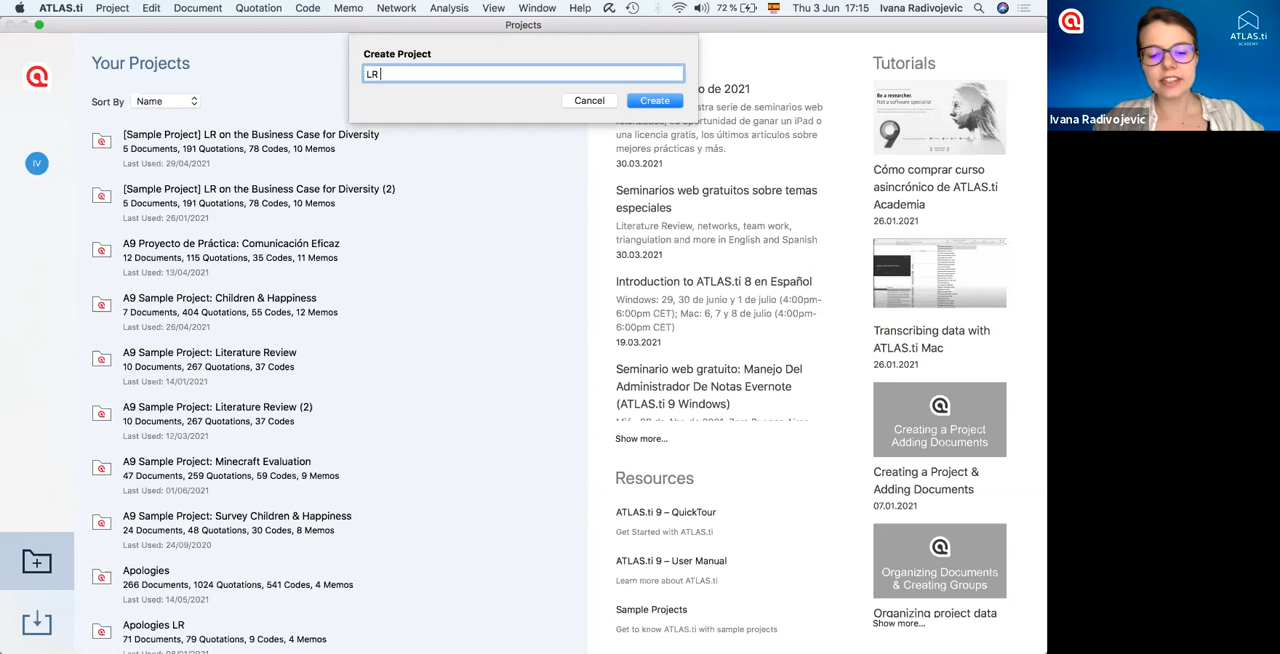 ATLAS.ti Project Edit Document Quotation Code Memo Network Analysis View Window Help 72 % Thu 3 Jun 17:15 Ivana Radivojevic
Projects
Your Projects
Sort By Name
[Sample Project] LR on the Business Case for Diversity
5 Documents, 191 Quotations, 78 Codes, 10 Memos
Last Used: 29/04/2021
IV
[Sample Project] LR on the Business Case for Diversity (2)
5 Documents, 191 Quotations, 78 Codes, 10 Memos
Last Used: 26/01/2021
A9 Proyecto de Práctica: Comunicación Eficaz
12 Documents, 115 Quotations, 35 Codes, 11 Memos
Last Used: 13/04/2021
A9 Sample Project: Children & Happiness
7 Documents, 404 Quotations, 55 Codes, 12 Memos
Last Used: 26/04/2021
A9 Sample Project: Literature Review
10 Documents, 267 Quotations, 37 Codes
Last Used: 14/01/2021
A9 Sample Project: Literature Review (2)
10 Documents, 267 Quotations, 37 Codes
Last Used: 12/03/2021
A9 Sample Project: Minecraft Evaluation
47 Documents, 259 Quotations, 59 Codes, 9 Memos
Last Used: 01/06/2021
A9 Sample Project: Survey Children & Happiness
24 Documents, 48 Quotations, 30 Codes, 8 Memos
Last Used: 24/09/2020
Apologies
266 Documents, 1024 Quotations, 541 Codes, 4 Memos
Last Used: 14/05/2021
Apologies LR
71 Documents, 79 Quotations, 9 Codes, 4 Memos
Create Project
LR
Cancel Create
o de 2021
stra serie de seminarios web
oportunidad de ganar un iPad o
una licencia gratis, los últimos artículos sobre
mejores prácticas y más.
30.03.2021
Seminarios web gratuitos sobre temas
especiales
Literature Review, networks, team work,
triangulation and more in English and Spanish
30.03.2021
Introduction to ATLAS.ti 8 en Español
Windows: 29, 30 de junio y 1 de julio (4:00pm-
6:00pm CET); Mac: 6, 7 y 8 de julio (4:00pm-
6:00pm CET)
19.03.2021
Seminario web gratuito: Manejo Del
Administrador De Notas Evernote
(ATLAS.ti 9 Windows)
Show more...
Resources
ATLAS.ti 9 – QuickTour
Get Started with ATLAS.ti
ATLAS.ti 9 – User Manual
Learn more about ATLAS.ti
Sample Projects
Get to know ATLAS.ti with sample projects
Tutorials
Be a researcher.
Not a software specialist.
Cómo comprar curso
asincrónico de ATLAS.ti
Academia
26.01.2021
Transcribing data with
ATLAS.ti Mac
26.01.2021
Creating a Project
Adding Documents
Creating a Project &
Adding Documents
07.01.2021
Organizing Documents
& Creating Groups
Organizing project data
Show more...
ATLAS.ti
ACADEMY
Ivana Radivojevic